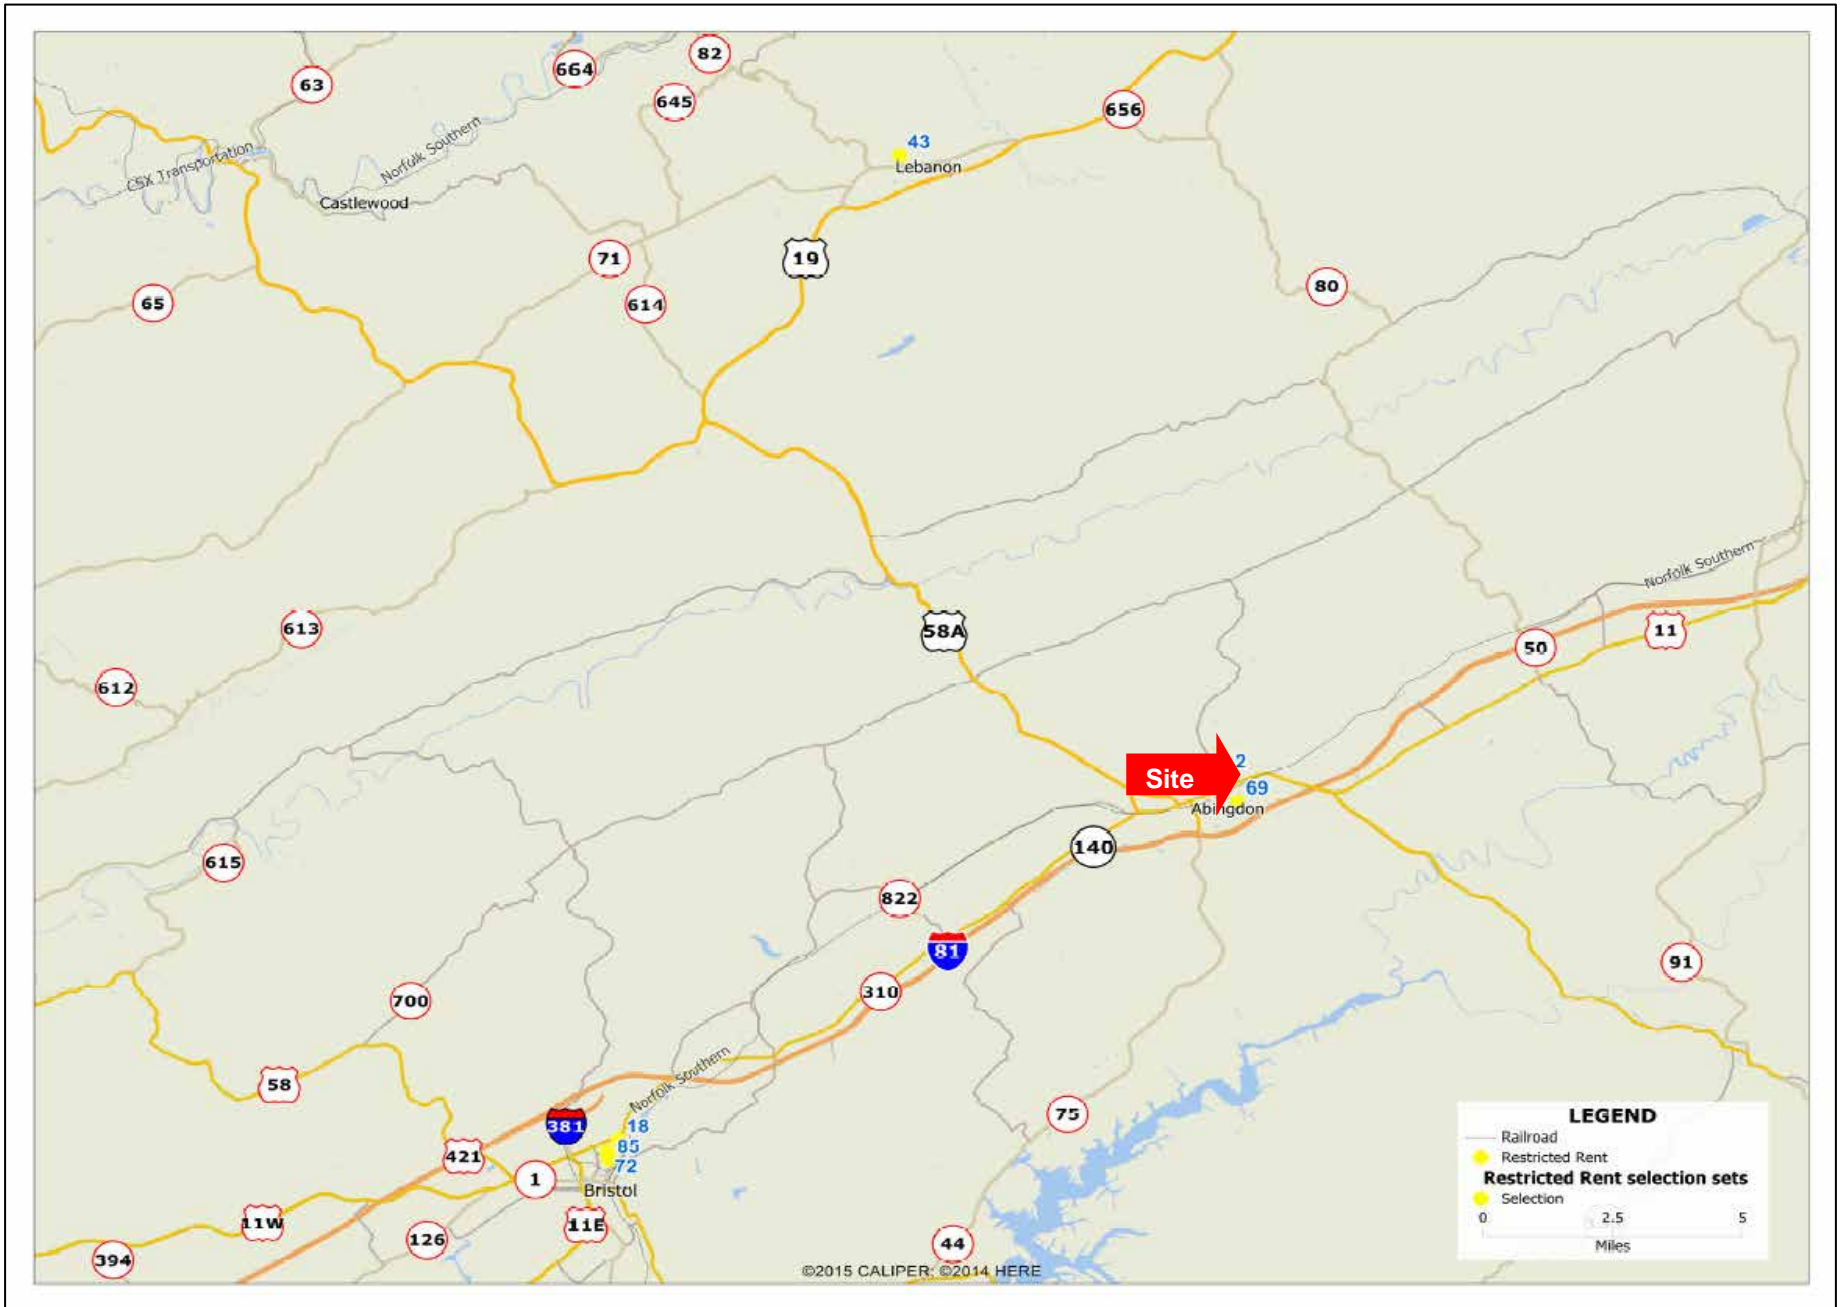 82
664
63
645
656
43
Lebanon
Norfolk Southern
CSX Transportation
Castlewood
71
19
80
65
614
Norfolk Southern
613
58A
11
50
612
2
Site
69
Abingdon
140
615
822
81
91
310
700
Norfolk Southern
58
75
381
18
85
421
72
1
Bristol
11W
11E
126
44
394
LEGEND
Railroad
Restricted Rent
Restricted Rent selection sets
Selection
0 2.5 5
Miles
©2015 CALIPER; ©2014 HERE